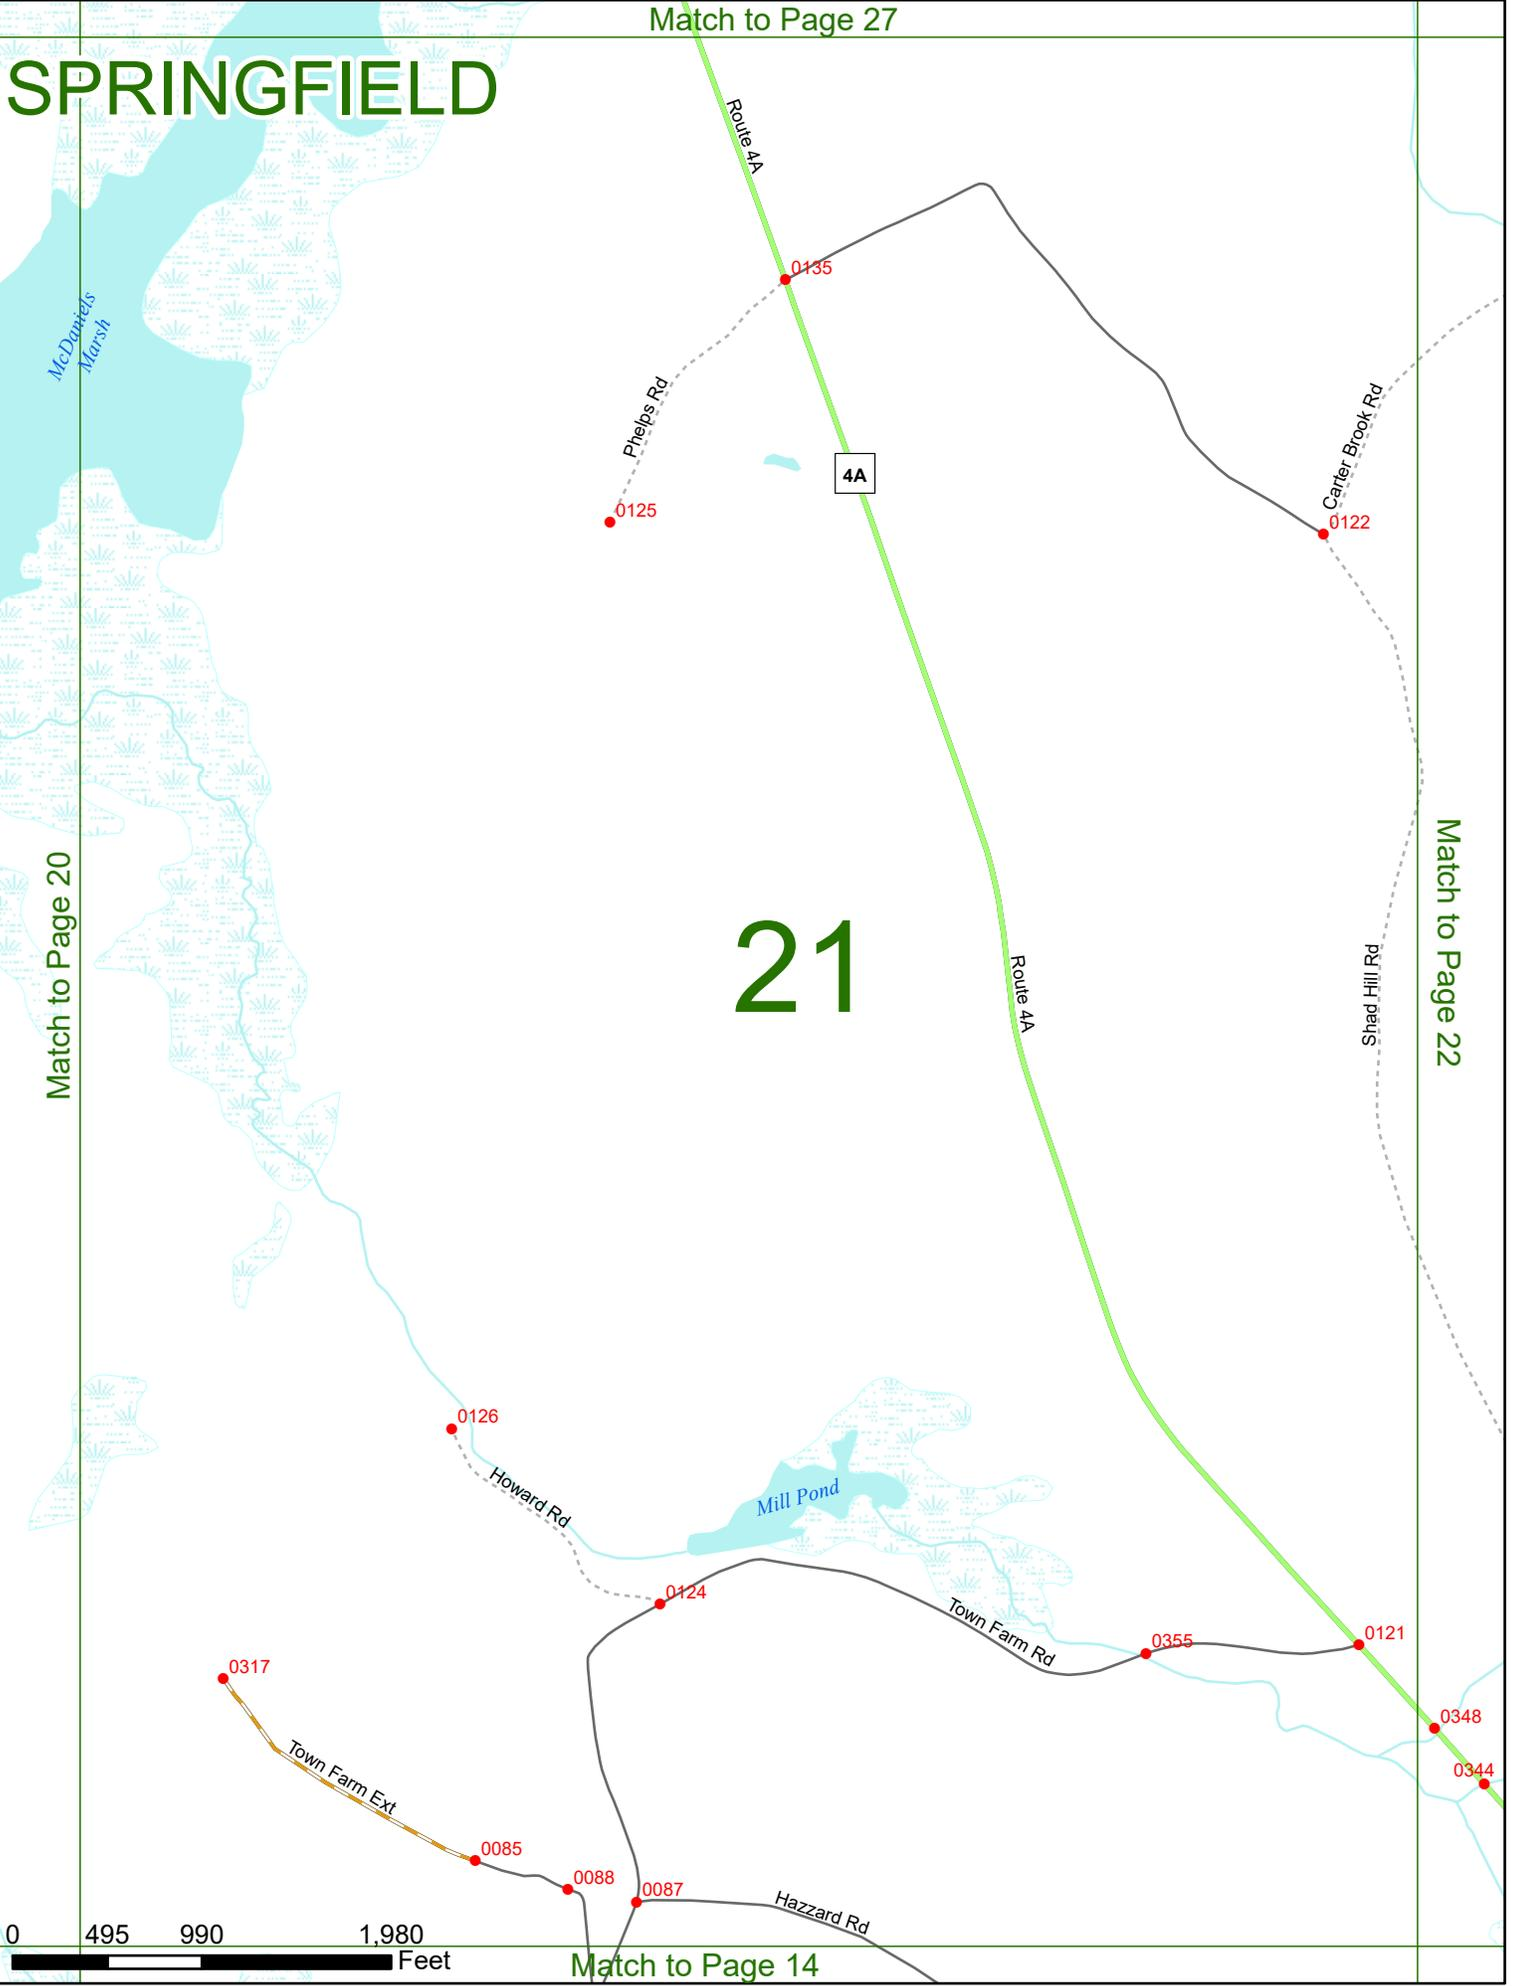 Match to Page 27
SPRINGFIELD
Route 4A
0135
McDaniels
Marsh
Phelps Rd
Carter Brook Rd
4A
0125
0122
Match to Page 20
21
Match to Page 22
Route 4A
Shad Hill Rd
0126
Howard Rd
Mill Pond
0124
Town Farm Rd
0355
0121
0317
0348
Town Farm Ext
0344
0085
0088
0087
Hazzard Rd
0 495 990 1,980
Feet
Match to Page 14